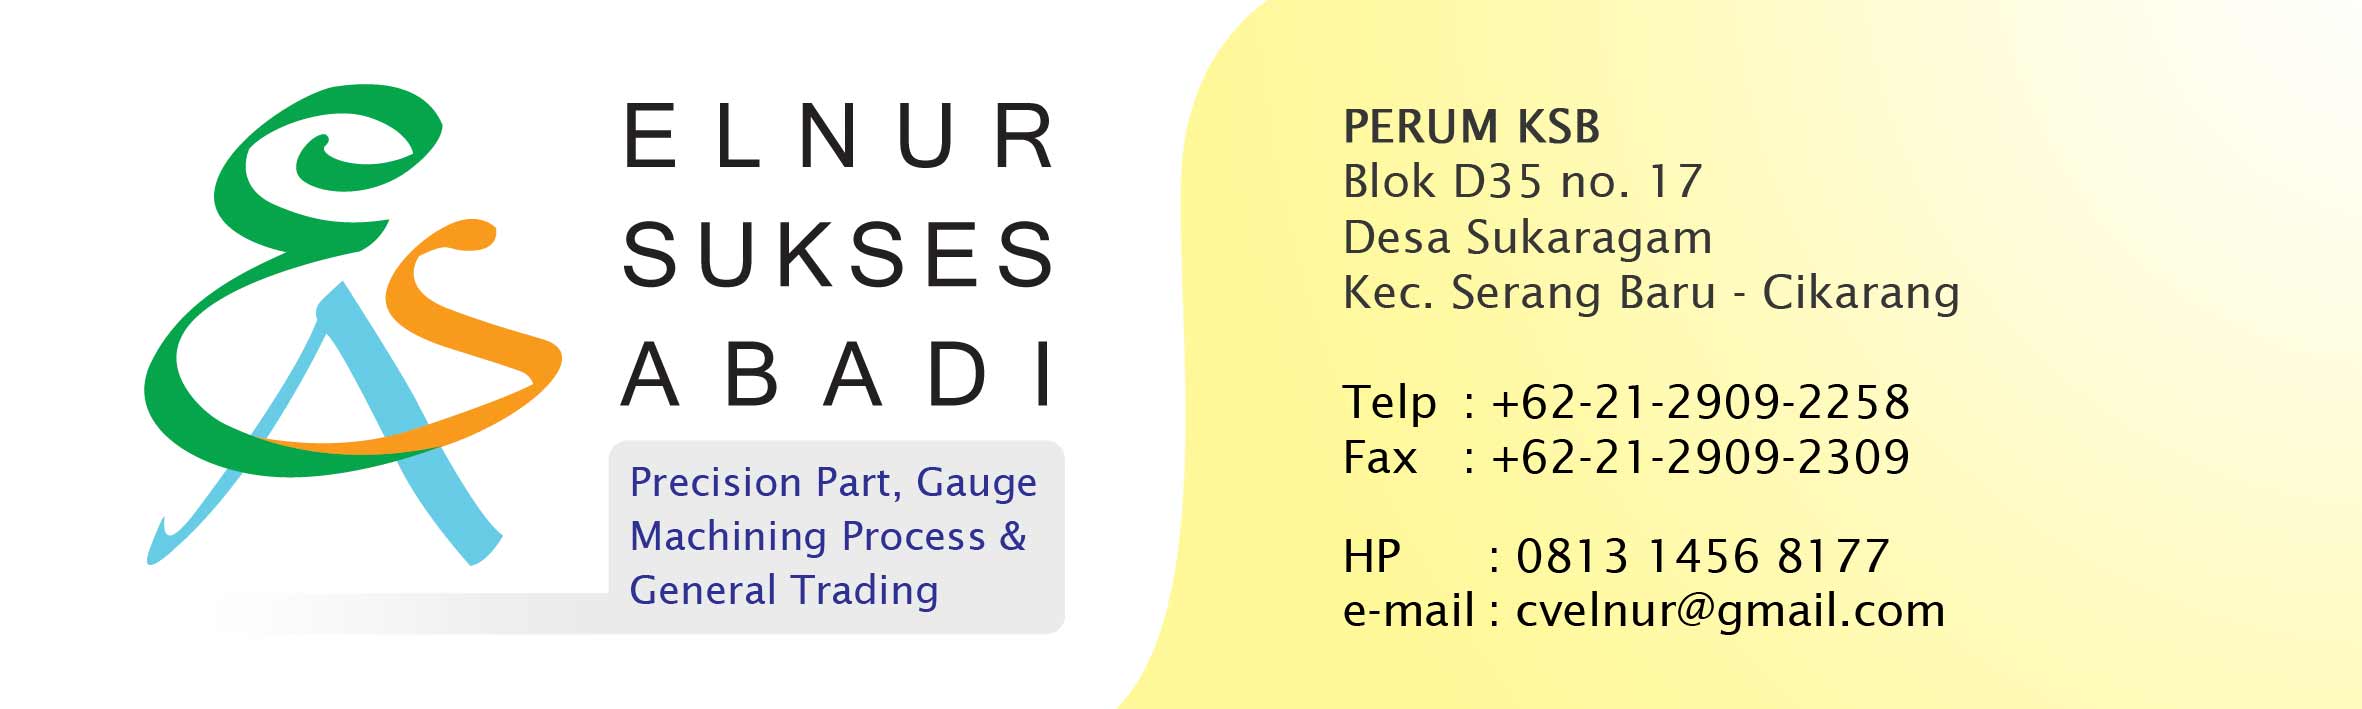 ELNUR
SUKSES
ABADI
Precision Part, Gauge
Machining Process &
General Trading
PERUM KSB
Blok D35 no. 17
Desa Sukaragam
Kec. Serang Baru - Cikarang
Telp : +62-21-2909-2258
Fax : +62-21-2909-2309
HP : 0813 1456 8177
e-mail : cvelnur@gmail.com